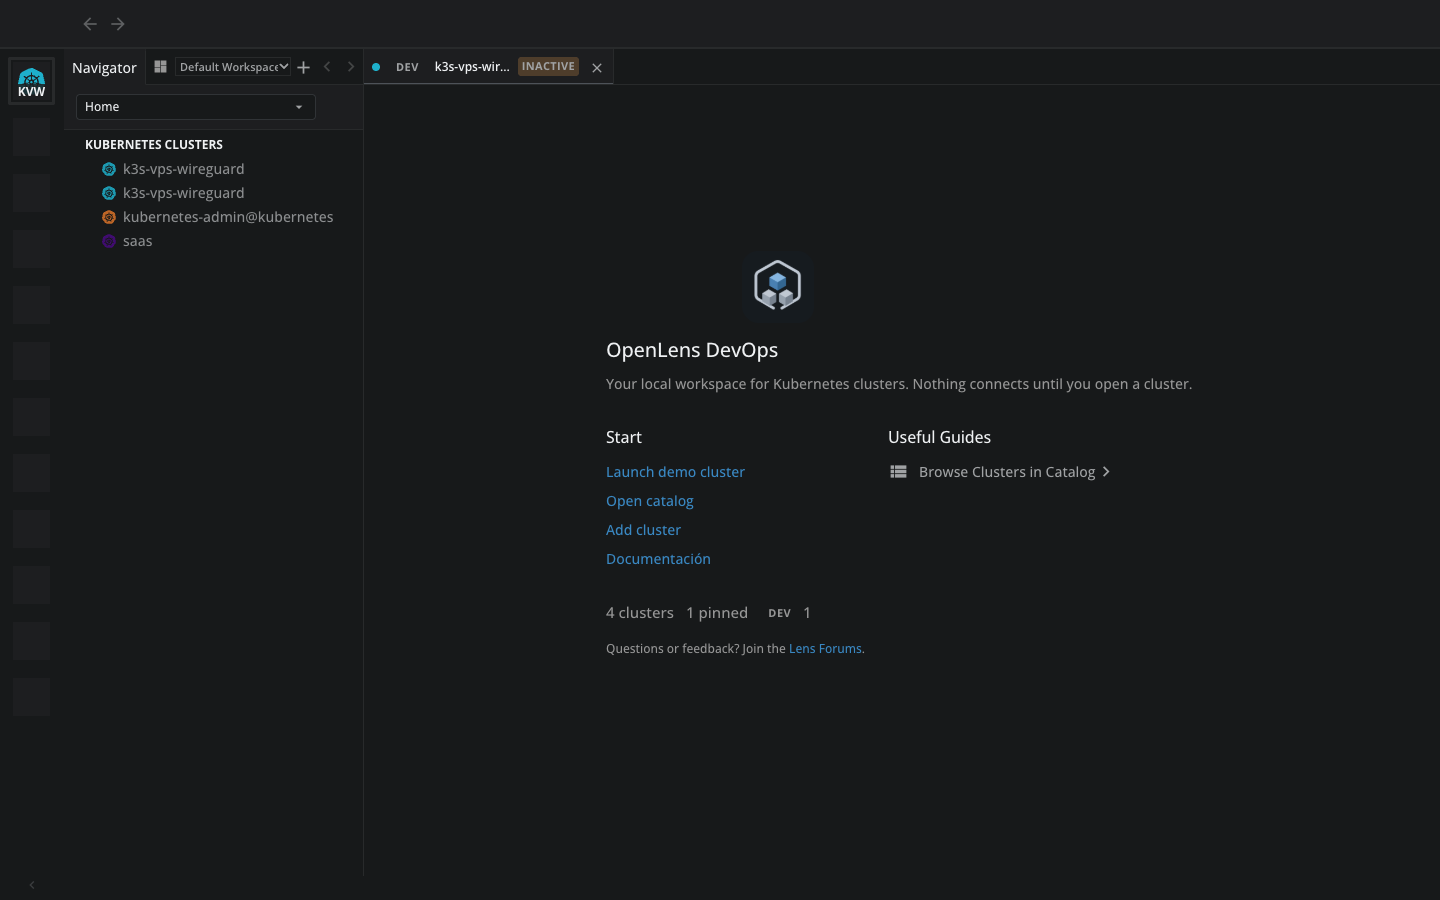 Navigator
Default Workspace
DEV k3s-vps-wir... INACTIVE
KVW
Home
KUBERNETES CLUSTERS
k3s-vps-wireguard
k3s-vps-wireguard
kubernetes-admin@kubernetes
saas
OpenLens DevOps
Your local workspace for Kubernetes clusters. Nothing connects until you open a cluster.
Start
Launch demo cluster
Open catalog
Add cluster
Documentación
Useful Guides
Browse Clusters in Catalog
4 clusters 1 pinned DEV 1
Questions or feedback? Join the Lens Forums.